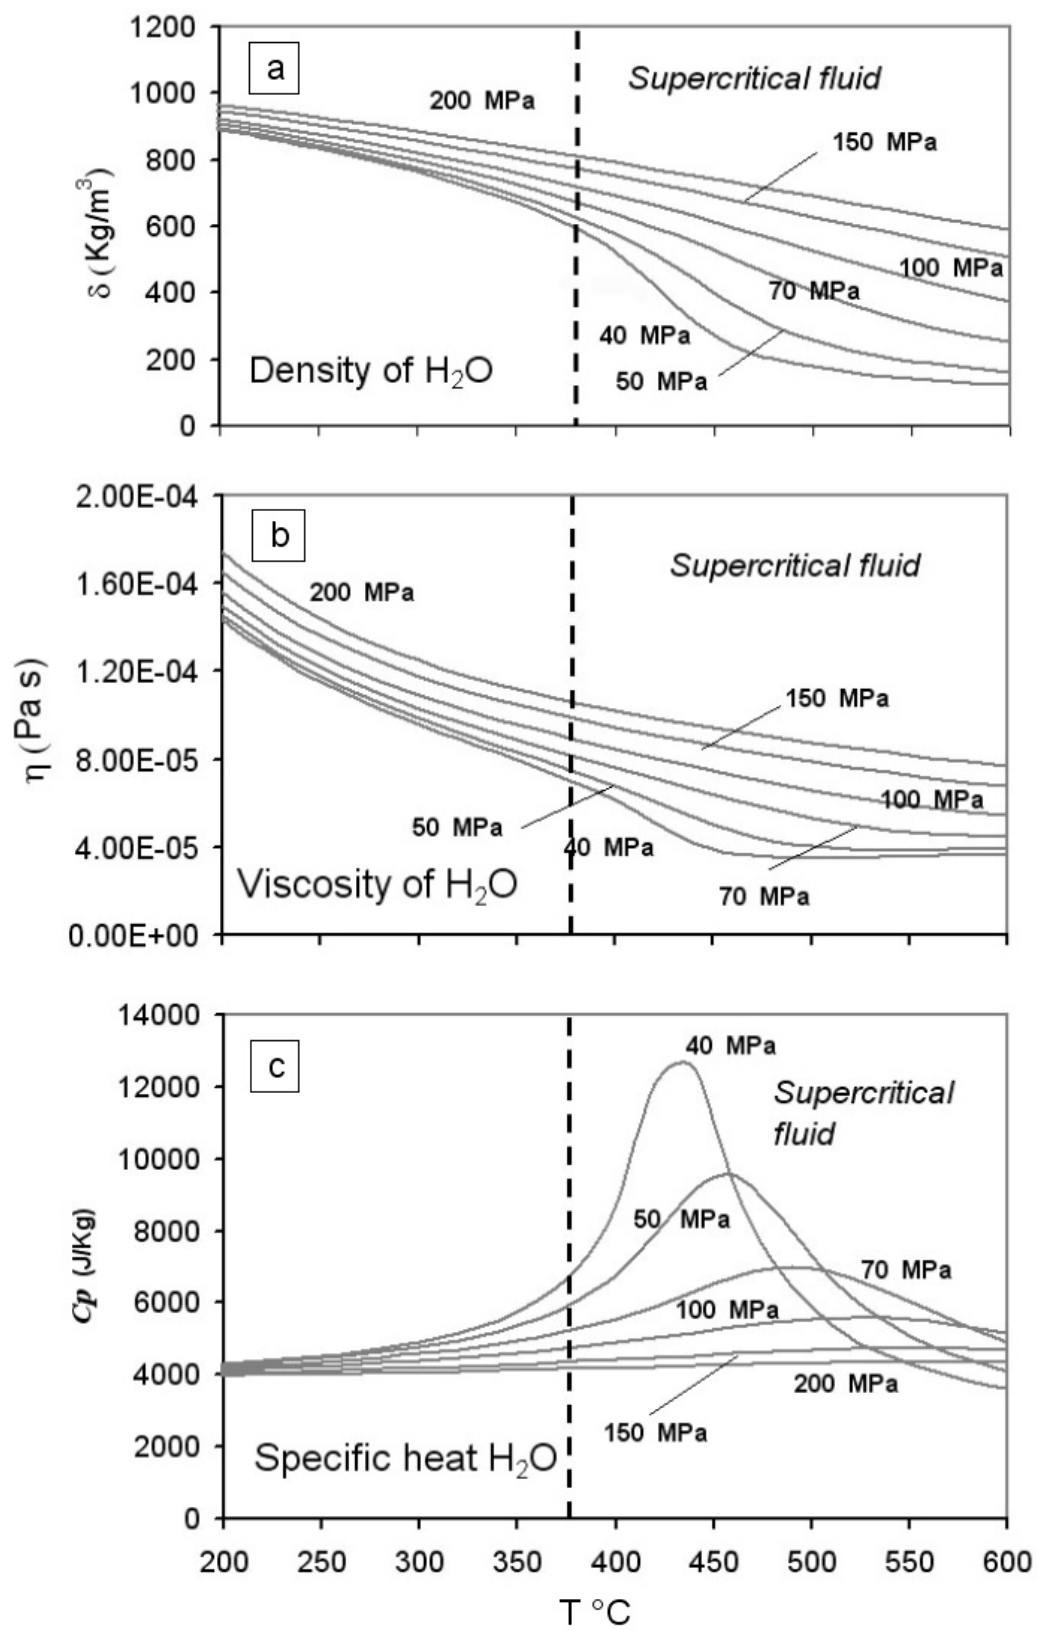 1200
a
Supercritical fluid
1000
200 MPa
150 MPa
800
δ (Kg/m³)
600
100 MPa
400
70 MPa
40 MPa
200
Density of H₂O
50 MPa
0
2.00E-04
b
Supercritical fluid
1.60E-04
200 MPa
1.20E-04
150 MPa
η (Pa s)
8.00E-05
100 MPa
50 MPa
4.00E-05
40 MPa
Viscosity of H₂O
70 MPa
0.00E+00
14000
40 MPa
c
12000
Supercritical
fluid
10000
Cp (J/Kg)
8000
50 MPa
70 MPa
6000
100 MPa
4000
200 MPa
150 MPa
2000
Specific heat H₂O
0
200 250 300 350 400 450 500 550 600
T °C